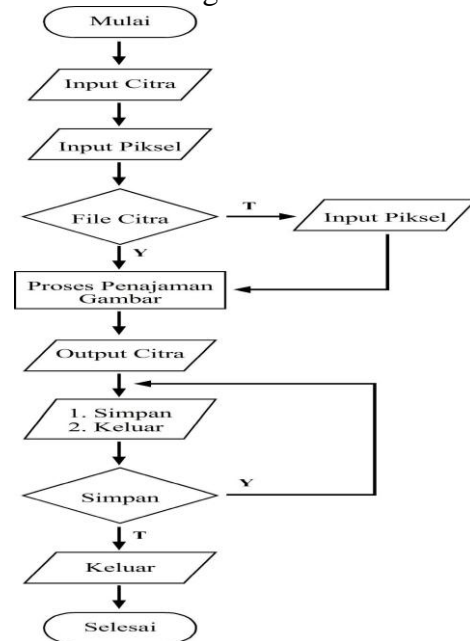 Mulai
Input Citra
Input Piksel
File Citra
T
Input Piksel
Y
Proses Penajaman
Gambar
Output Citra
1. Simpan
2. Keluar
Simpan
Y
T
Keluar
Selesai